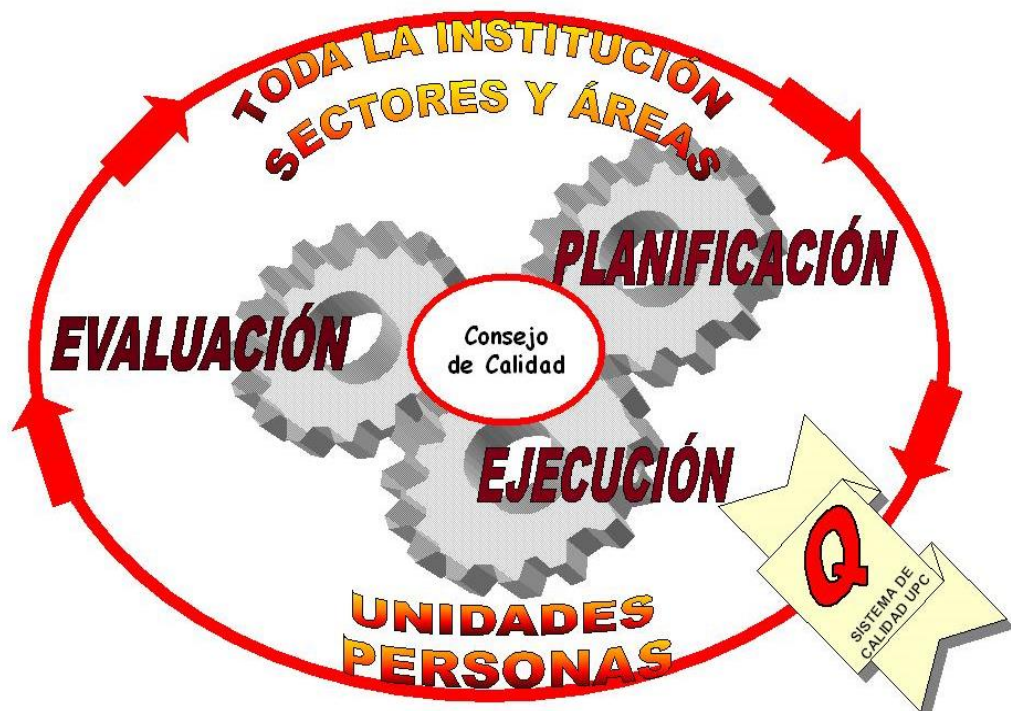 TODA LA INSTITUCIÓN
SECTORES Y ÁREAS
PLANIFICACIÓN
EVALUACIÓN
Consejo
de Calidad
EJECUCIÓN
Q
SISTEMA DE
CALIDAD UPC
UNIDADES
PERSONAS